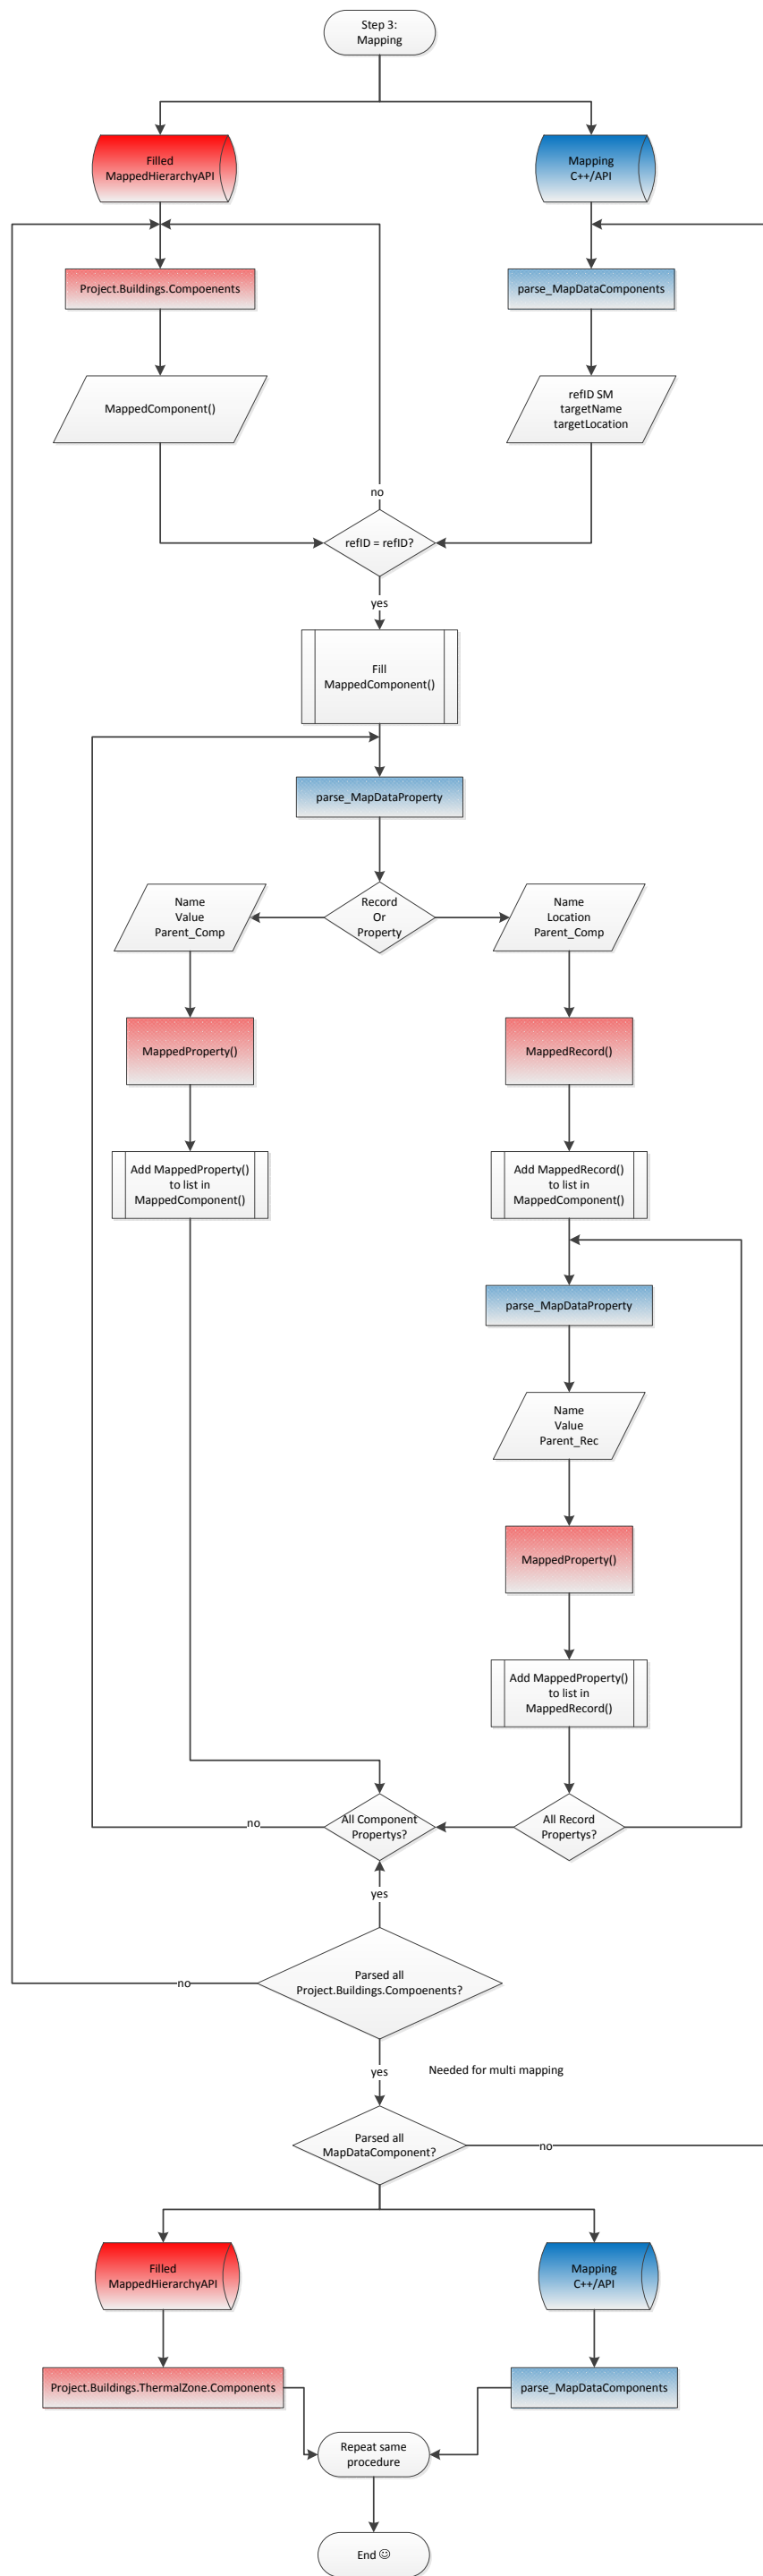 Step 3:
Mapping
Filled
MappedHierarchyAPI
Mapping
C++/API
Project.Buildings.Compoenents
parse_MapDataComponents
MappedComponent()
refID SM
targetName
targetLocation
no
refID = refID?
yes
Fill
MappedComponent()
parse_MapDataProperty
Name
Value
Parent_Comp
Record
Or
Property
Name
Location
Parent_Comp
MappedProperty()
MappedRecord()
Add MappedProperty()
to list in
MappedComponent()
Add MappedRecord()
to list in
MappedComponent()
parse_MapDataProperty
Name
Value
Parent_Rec
MappedProperty()
Add MappedProperty()
to list in
MappedRecord()
no
All Component
Propertys?
All Record
Propertys?
yes
no
Parsed all
Project.Buildings.Compoenents?
yes
Needed for multi mapping
Parsed all
MapDataComponent?
no
Filled
MappedHierarchyAPI
Mapping
C++/API
Project.Buildings.ThermalZone.Components
parse_MapDataComponents
Repeat same
procedure
End ☺